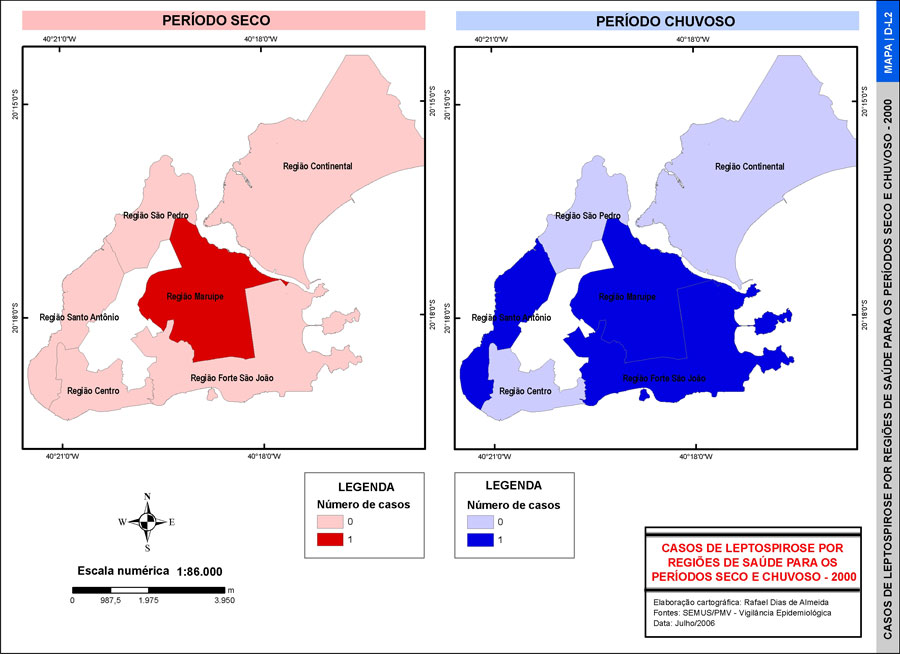 PERÍODO SECO
40°21'0"W
40°18'0"W
20°15'0"S
20°15'0"S
Região Continental
Região São Pedro
Região Maruípe
Região Santo Antônio
20°18'0"S
20°18'0"S
Região Forte São João
Região Centro
40°21'0"W
40°18'0"W
PERÍODO CHUVOSO
40°21'0"W
40°18'0"W
20°15'0"S
Região Continental
Região São Pedro
Região Maruípe
Região Santo Antônio
20°18'0"S
Região Forte São João
Região Centro
40°21'0"W
40°18'0"W
LEGENDA
Número de casos
0
1
LEGENDA
Número de casos
0
1
N
W
E
S
Escala numérica 1:86.000
m
0 987,5 1.975 3.950
CASOS DE LEPTOSPIROSE POR
REGIÕES DE SAÚDE PARA OS
PERÍODOS SECO E CHUVOSO - 2000
Elaboração cartográfica: Rafael Dias de Almeida
Fontes: SEMUS/PMV - Vigilância Epidemiológica
Data: Julho/2006
MAPA | D-L2
CASOS DE LEPTOSPIROSE POR REGIÕES DE SAÚDE PARA OS PERÍODOS SECO E CHUVOSO - 2000